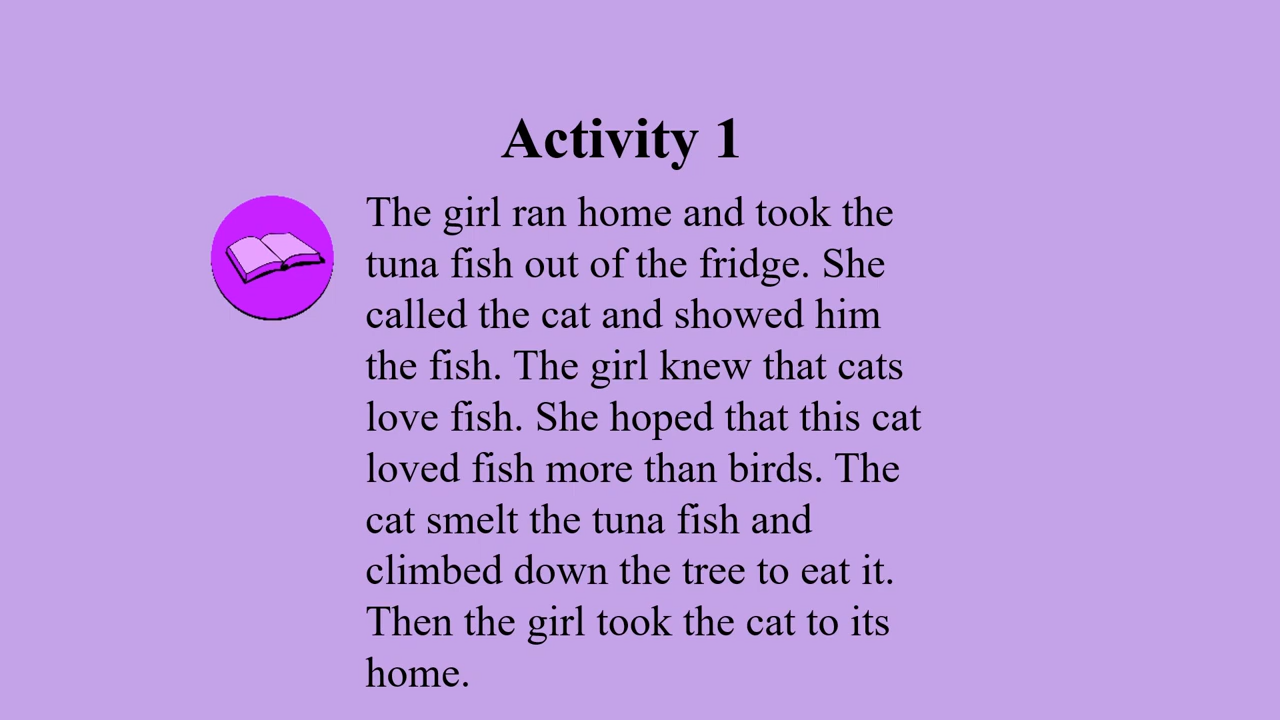 Activity 1
The girl ran home and took the
tuna fish out of the fridge. She
called the cat and showed him
the fish. The girl knew that cats
love fish. She hoped that this cat
loved fish more than birds. The
cat smelt the tuna fish and
climbed down the tree to eat it.
Then the girl took the cat to its
home.